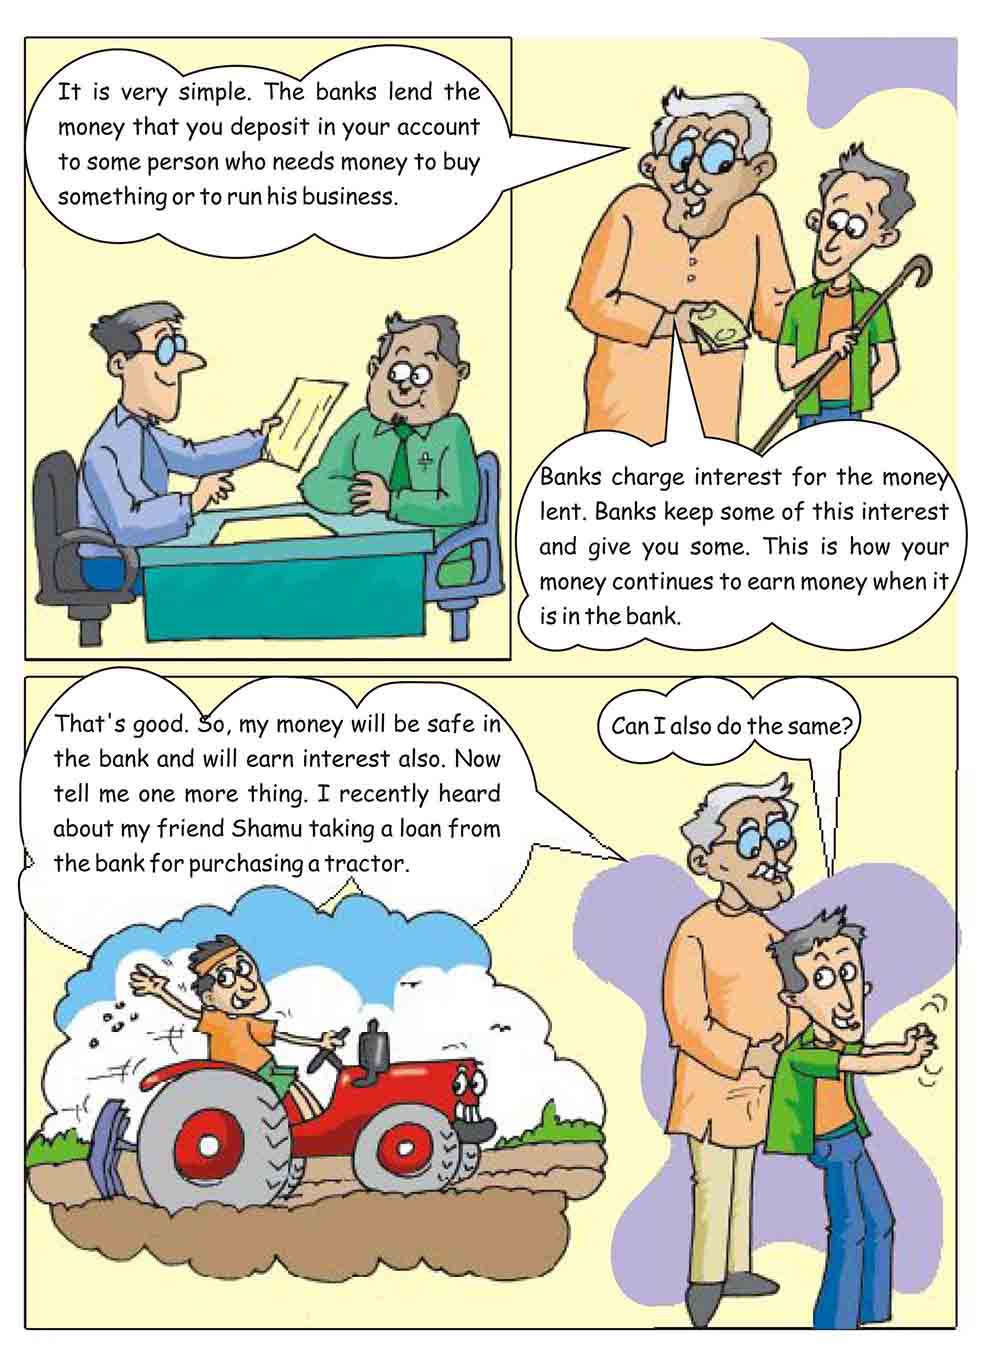 It is very simple. The banks lend the
money that you deposit in your account
to some person who needs money to buy
something or to run his business.
Banks charge interest for the money
lent. Banks keep some of this interest
and give you some. This is how your
money continues to earn money when it
is in the bank.
That's good. So, my money will be safe in
the bank and will earn interest also. Now
tell me one more thing. I recently heard
about my friend Shamu taking a loan from
the bank for purchasing a tractor.
Can I also do the same?